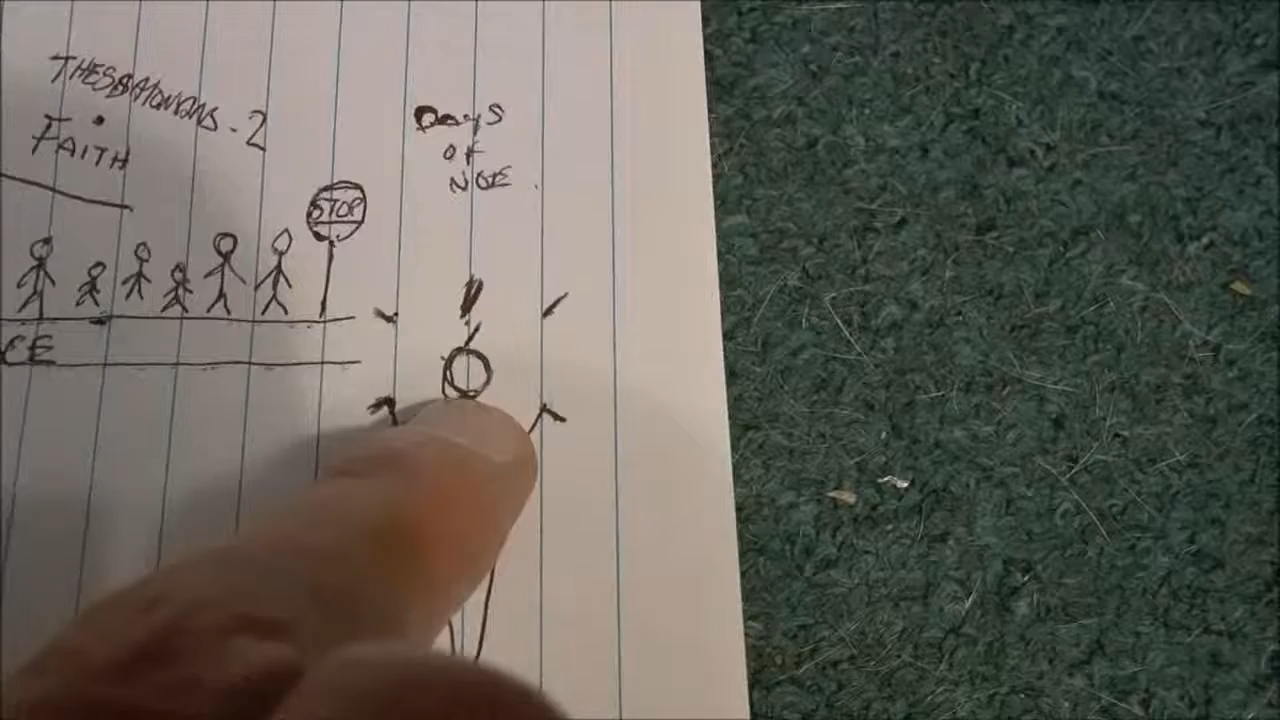 THESSALONIANS-2
FAITH
STOP
CE
Days
OF
NOE.